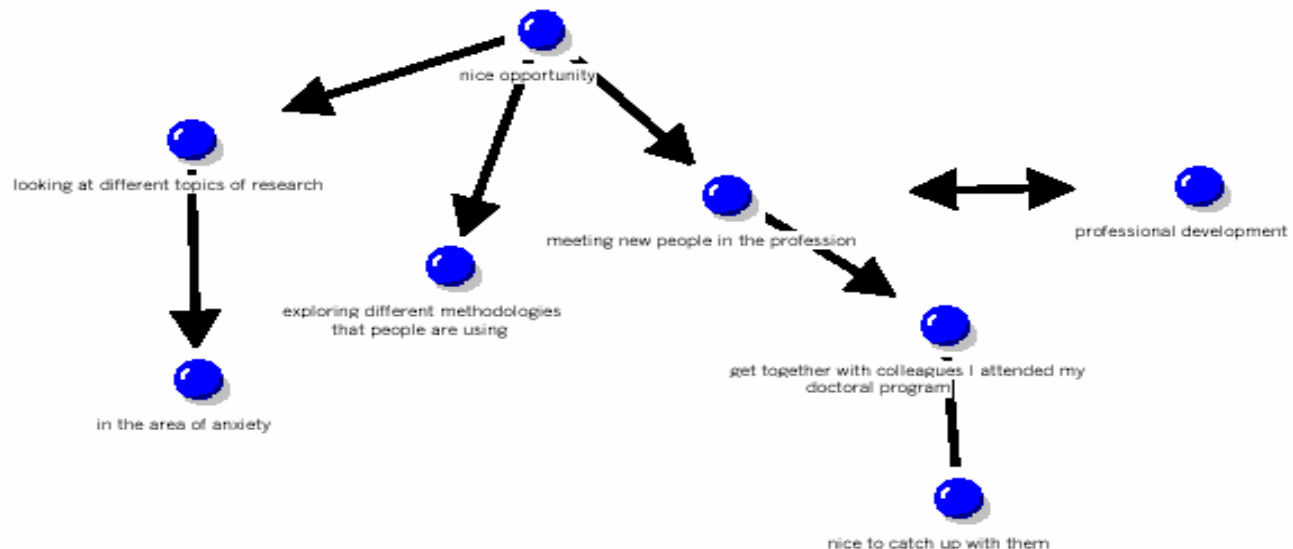 nice opportunity
looking at different topics of research
meeting new people in the profession
professional development
exploring different methodologies
that people are using
get together with colleagues I attended my
doctoral program
in the area of anxiety
nice to catch up with them